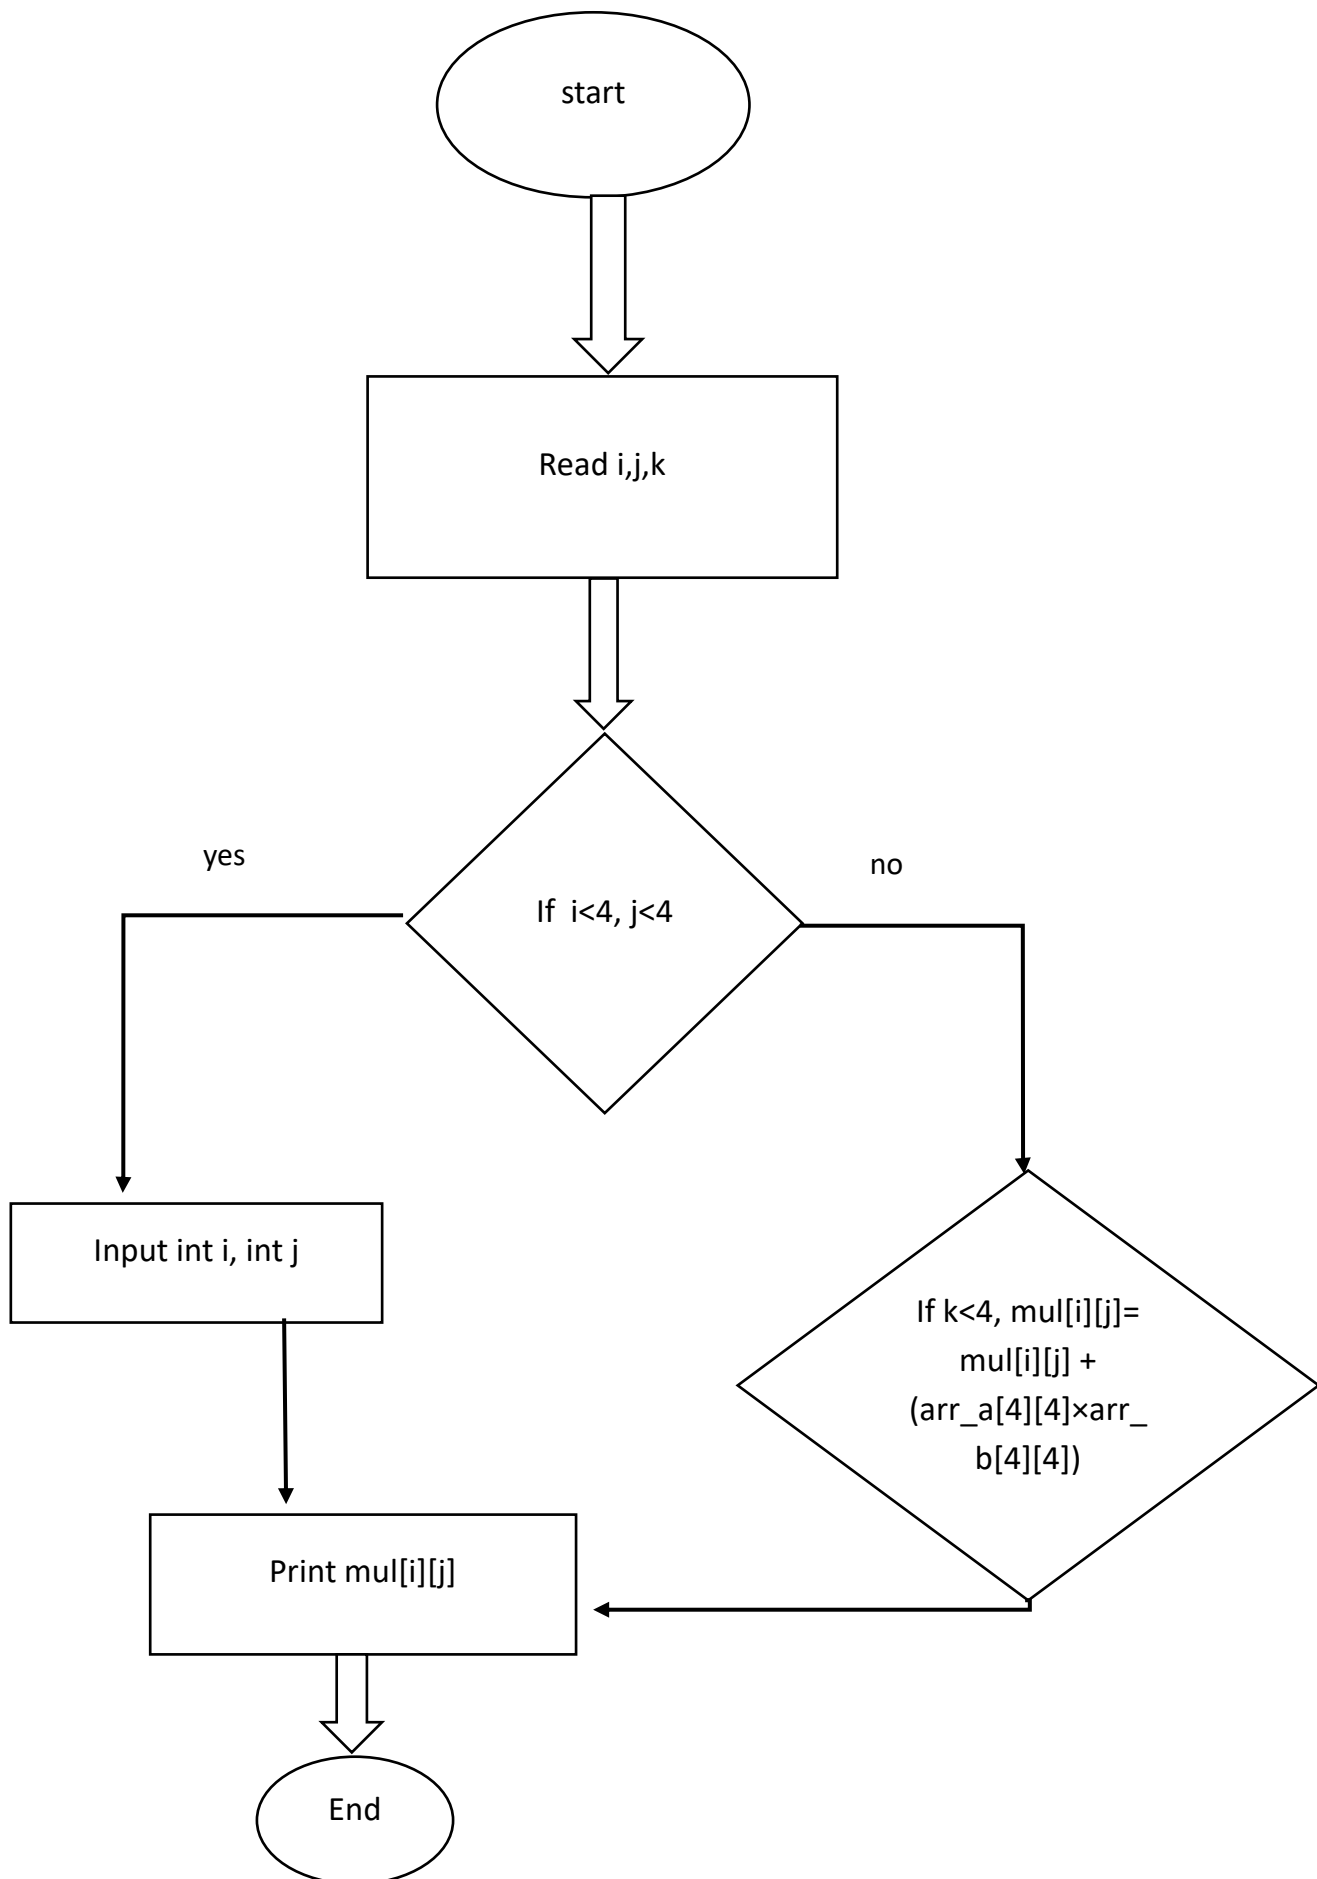 start
Read i,j,k
yes
no
If  i<4, j<4
Input int i, int j
If k<4, mul[i][j]=
mul[i][j] +
(arr_a[4][4]×arr_
b[4][4])
Print mul[i][j]
End